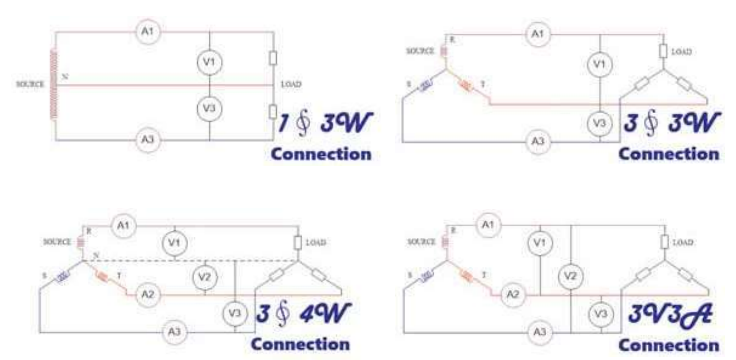 A1
V1
N
SOURCE
LOAD
V3
A3
1 ∮ 3W
Connection
A1
R
SOURCE
LOAD
V1
S
T
V3
A3
3 ∮ 3W
Connection
A1
R
SOURCE
V1
LOAD
N
S
T
V2
A2
V3
A3
3 ∮ 4W
Connection
A1
R
SOURCE
V1
LOAD
S
T
V2
A2
V3
A3
3V3A
Connection